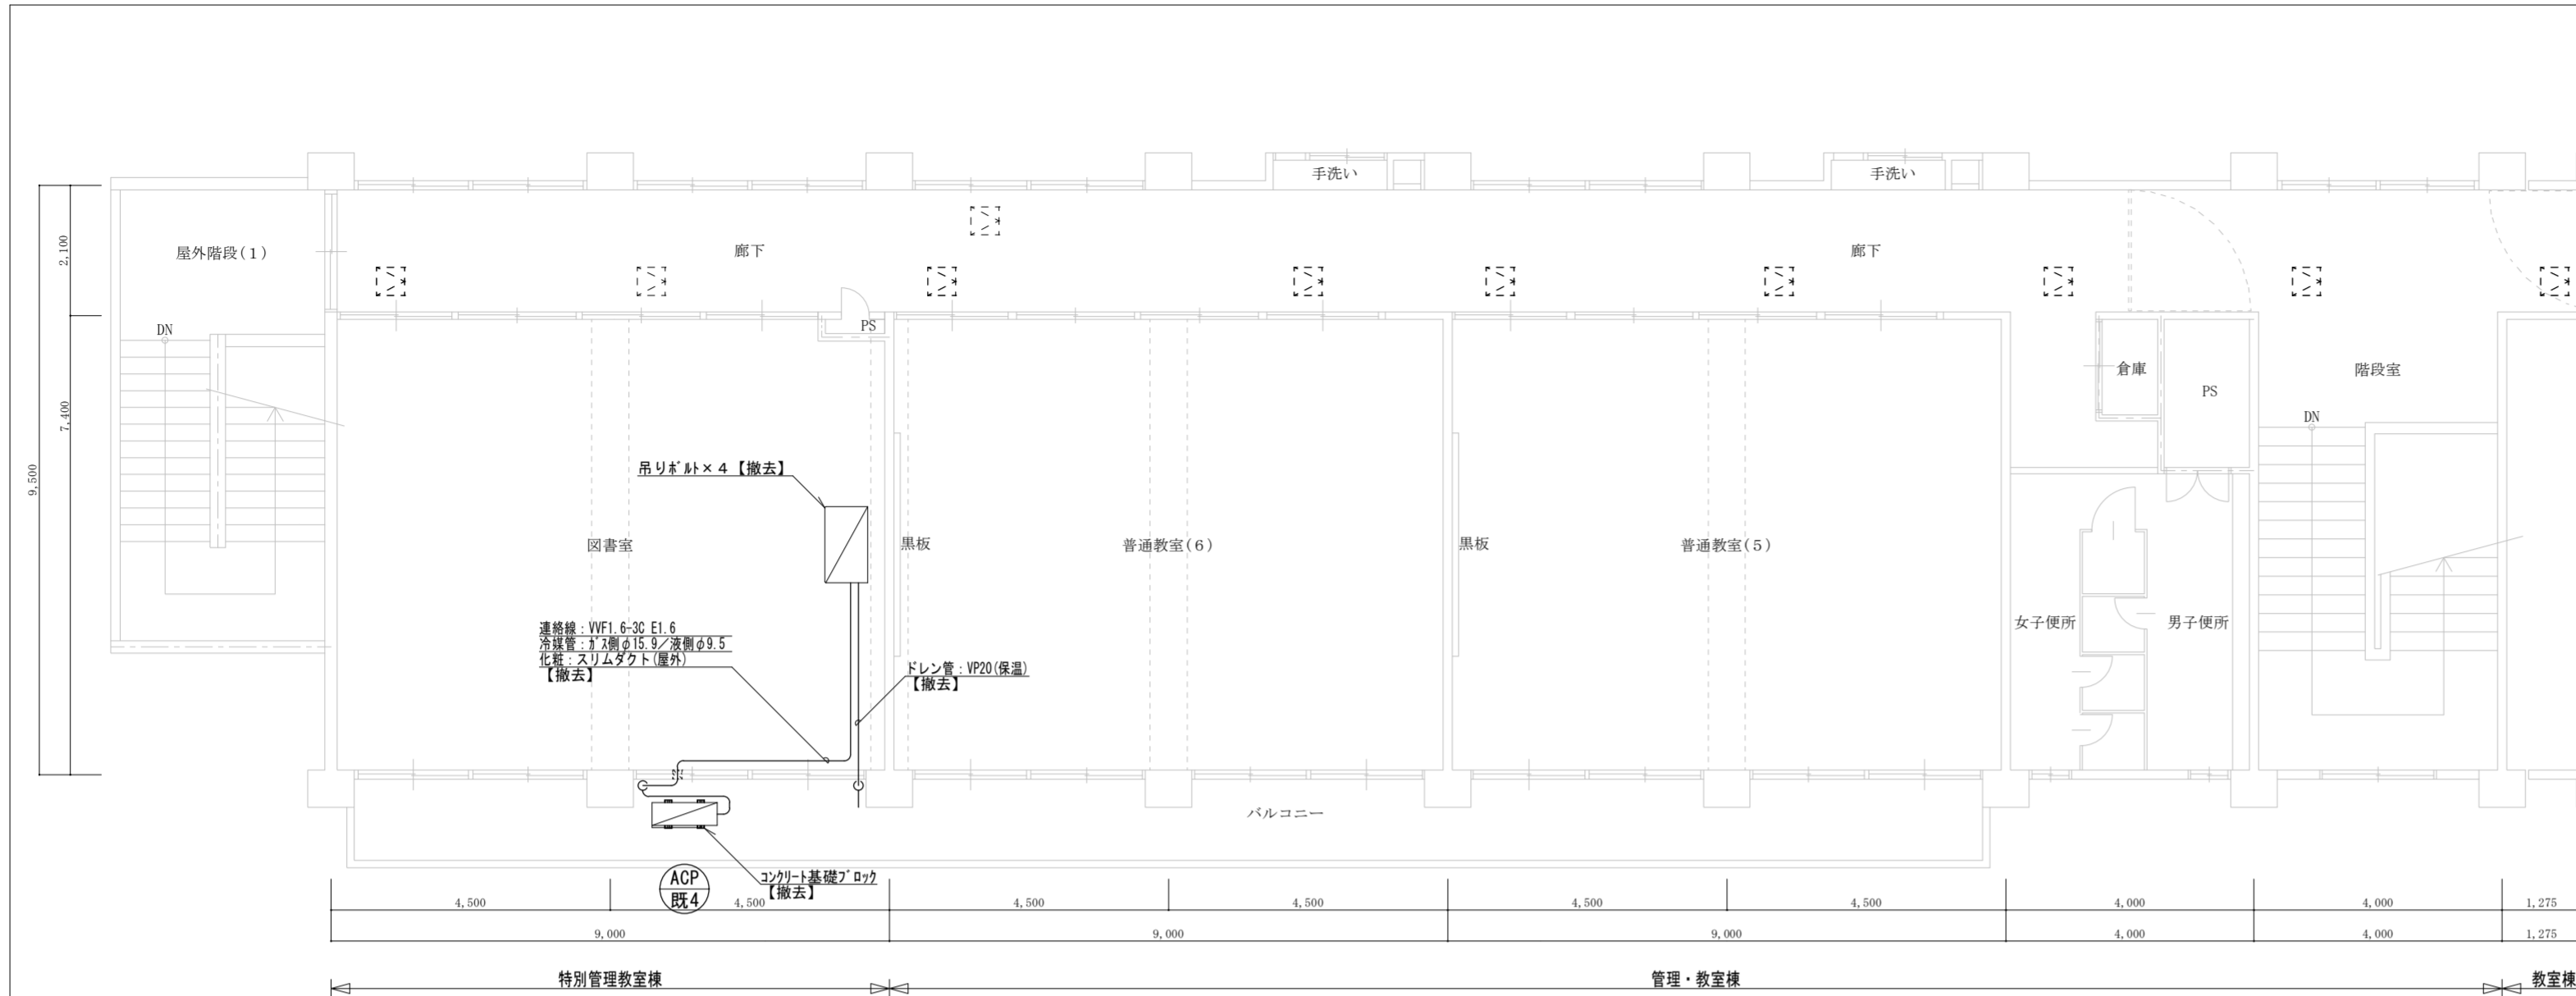 手洗い
手洗い
屋外階段(1)
廊下
廊下
2,100
DN
PS
倉庫
PS
階段室
DN
7,400
9,500
吊りﾎﾞﾙﾄ×4【撤去】
図書室
黒板
普通教室(6)
黒板
普通教室(5)
女子便所
男子便所
連絡線：VVF1.6-3C E1.6
冷媒管：ｶﾞｽ側φ15.9／液側φ9.5
化粧：スリムダクト(屋外)
【撤去】
ドレン管：VP20(保温)
【撤去】
バルコニー
ACP
既4
ｺﾝｸﾘｰﾄ基礎ﾌﾞﾛｯｸ
【撤去】
4,500
4,500
4,500
4,500
4,500
4,500
4,000
4,000
1,275
9,000
9,000
9,000
4,000
4,000
1,275
特別管理教室棟
管理・教室棟
教室棟